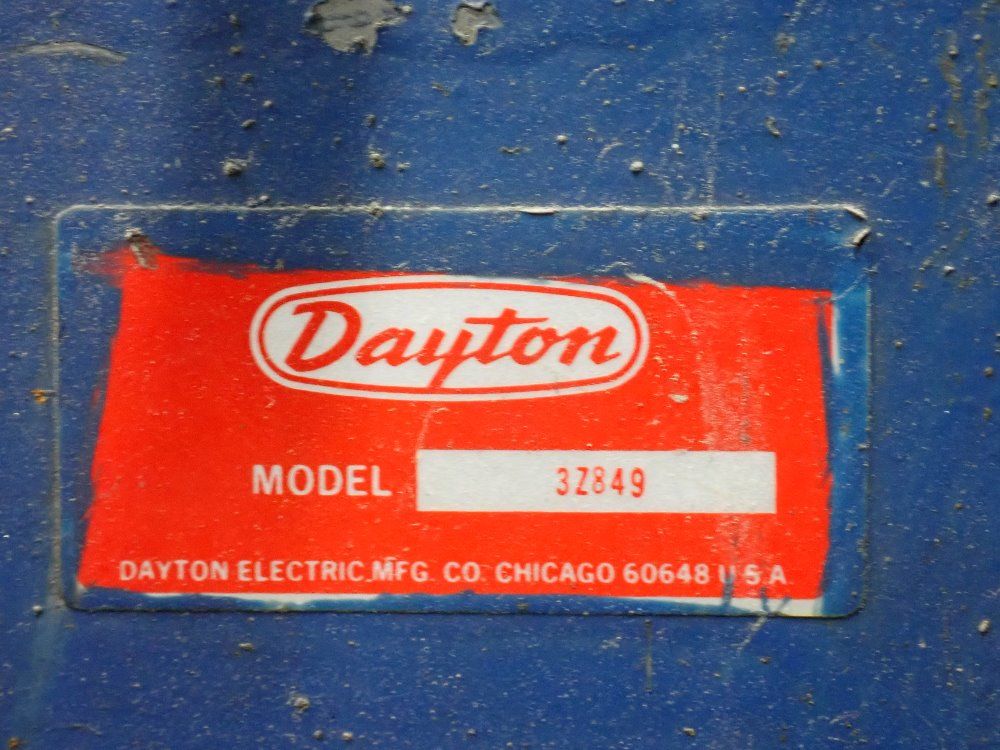 Dayton
MODEL 3Z849
DAYTON ELECTRIC MFG. CO. CHICAGO 60648 U.S.A